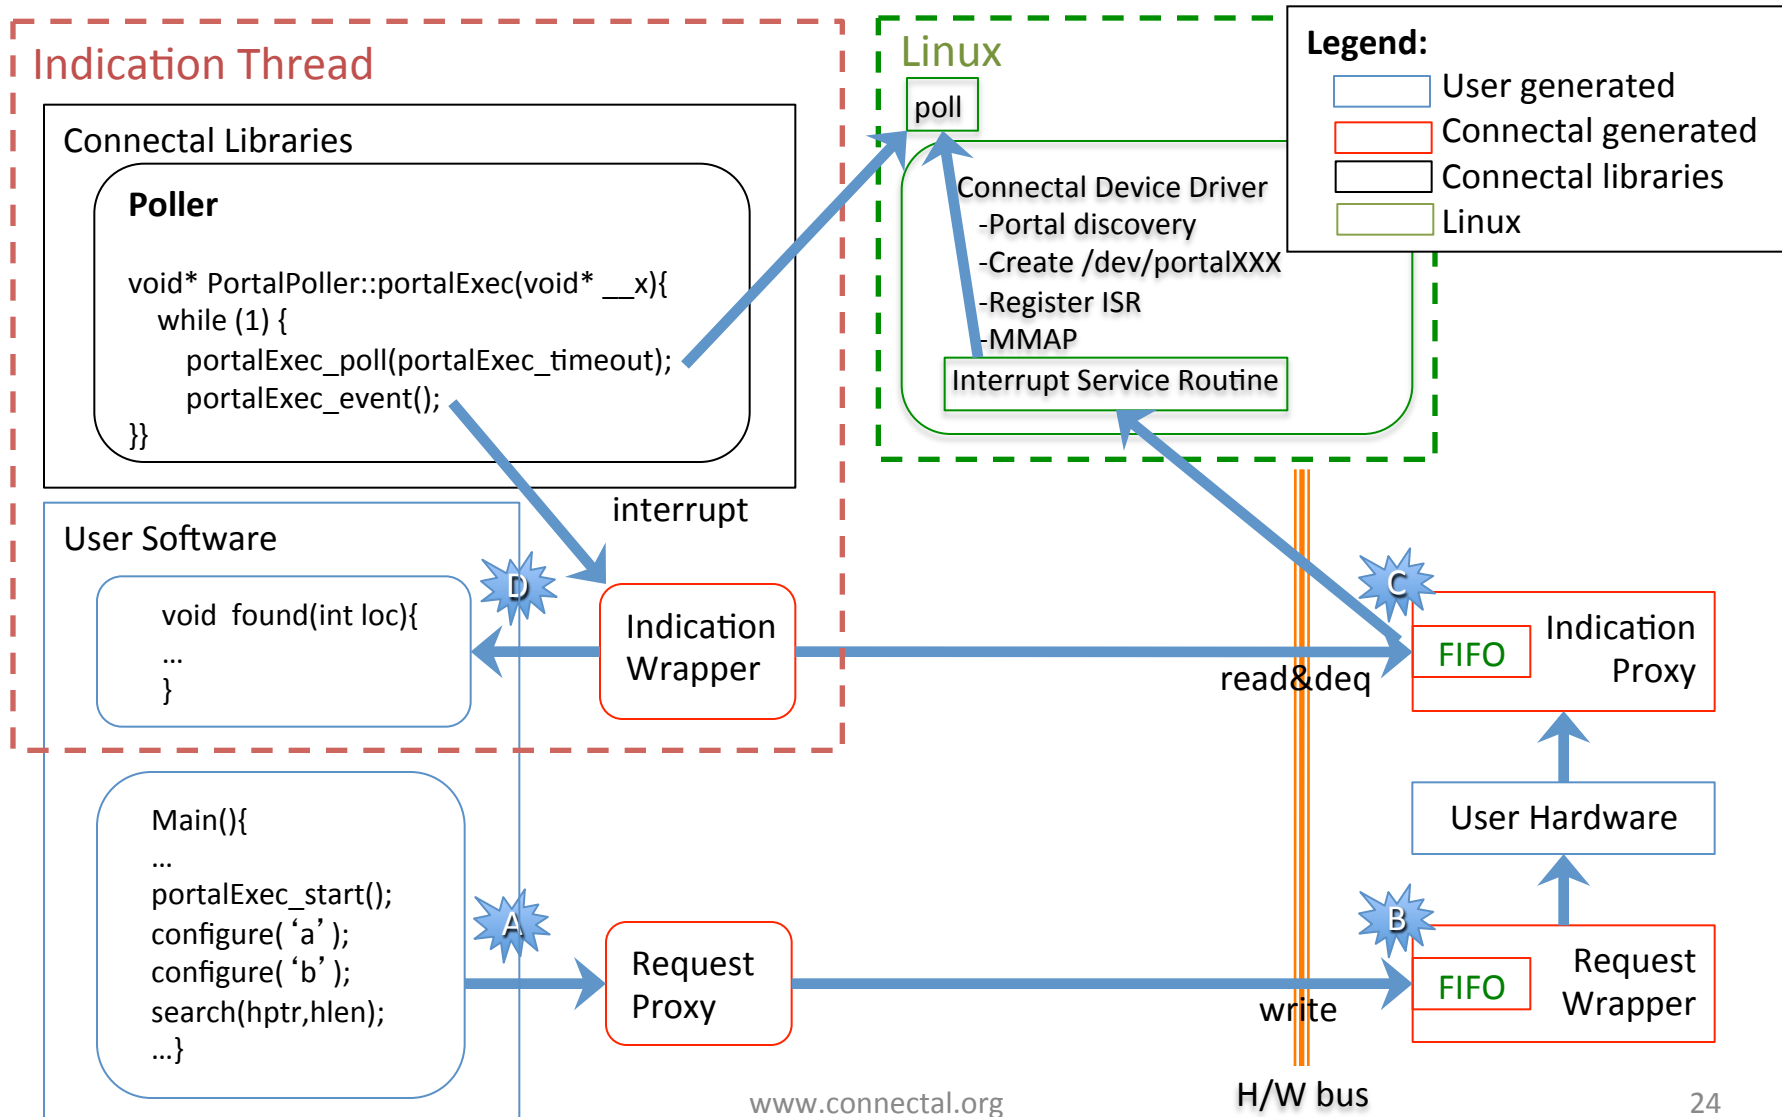 Indication Thread
Connectal Libraries
Poller
void* PortalPoller::portalExec(void* __x){
while (1) {
portalExec_poll(portalExec_timeout);
portalExec_event();
}}
Linux
poll
Connectal Device Driver
-Portal discovery
-Create /dev/portalXXX
-Register ISR
-MMAP
Interrupt Service Routine
Legend:
User generated
Connectal generated
Connectal libraries
Linux
interrupt
User Software
void  found(int loc){
...
}
D
Indication
Wrapper
read&deq
C
FIFO
Indication
Proxy
User Hardware
Main(){
...
portalExec_start();
configure( ‘a’ );
configure( ‘b’ );
search(hptr,hlen);
...}
A
Request
Proxy
write
B
FIFO
Request
Wrapper
H/W bus
www.connectal.org
24